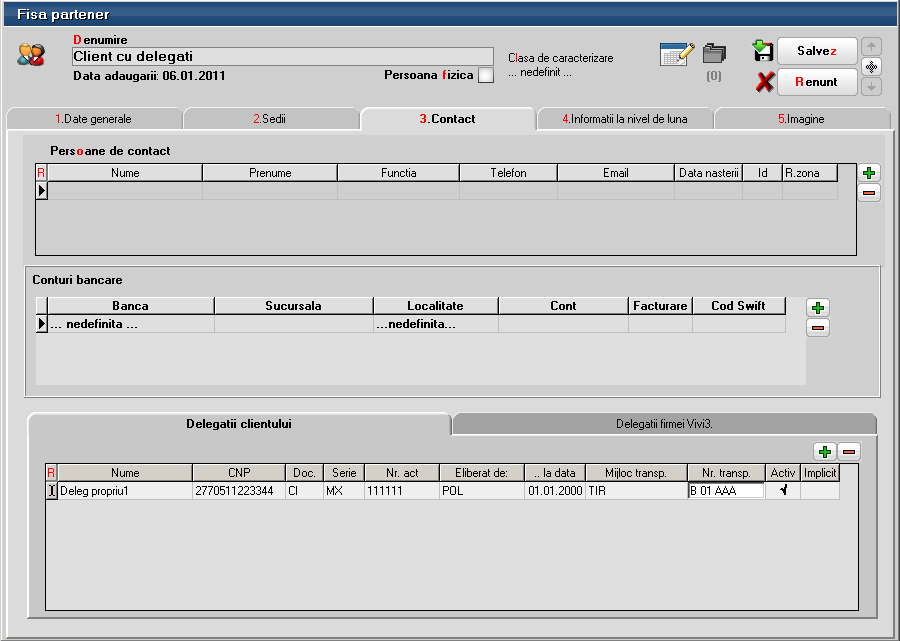 Fisa partener
Denumire
Client cu delegati
Data adaugarii: 06.01.2011
Persoana fizica
Clasa de caracterizare
... nedefinit ...
(0)
Salvez
Renunt
1.Date generale 2.Sedii 3.Contact 4.Informatii la nivel de luna 5.Imagine
Persoane de contact
R Nume Prenume Functia Telefon Email Data nasterii Id R.zona
Conturi bancare
Banca Sucursala Localitate Cont Facturare Cod Swift
... nedefinita ... ...nedefinita...
Delegatii clientului Delegatii firmei Vivi3.
R Nume CNP Doc. Serie Nr. act Eliberat de: .. la data Mijloc transp. Nr. transp. Activ Implicit
Deleg propriu1 2770511223344 CI MX 111111 POL 01.01.2000 TIR B 01 AAA